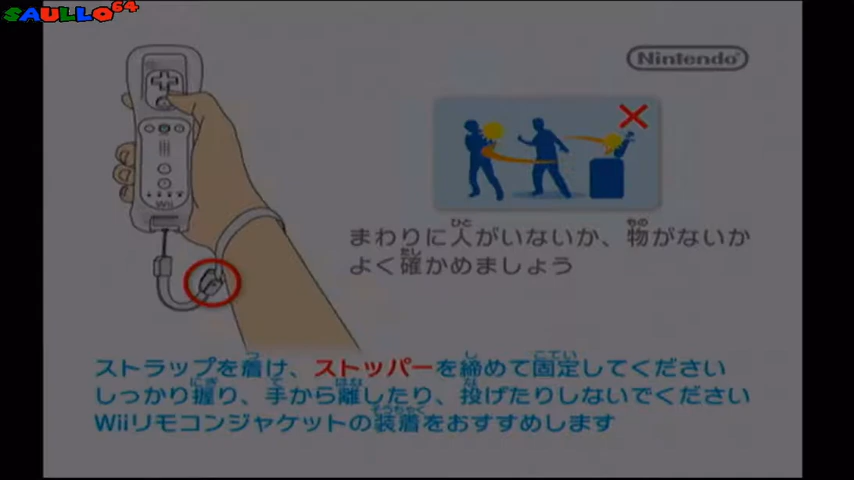 SAULLO64
Nintendo
まわりに人がいないか、物がないか
よく確かめましょう
Wii
ストラップを着け、ストッパーを締めて固定してください
しっかり握り、手から離したり、投げたりしないでください
Wiiリモコンジャケットの装着をおすすめします